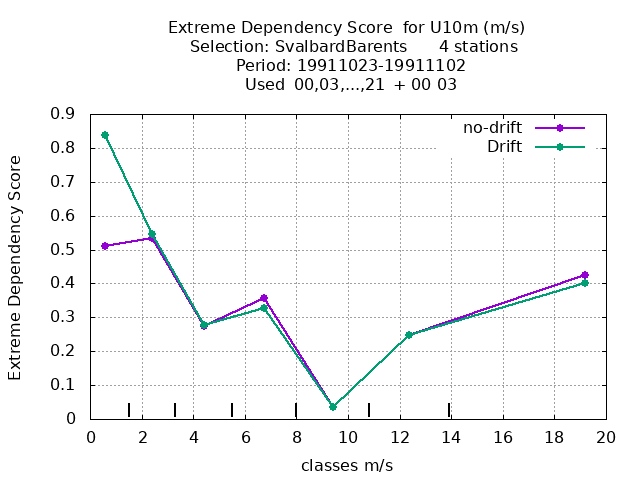 Extreme Dependency Score  for U10m (m/s)
Selection: SvalbardBarents      4 stations
Period: 19911023-19911102
Used  00,03,...,21  + 00 03
no-drift
Drift
Extreme Dependency Score
0.9
0.8
0.7
0.6
0.5
0.4
0.3
0.2
0.1
0
0 2 4 6 8 10 12 14 16 18 20
classes m/s